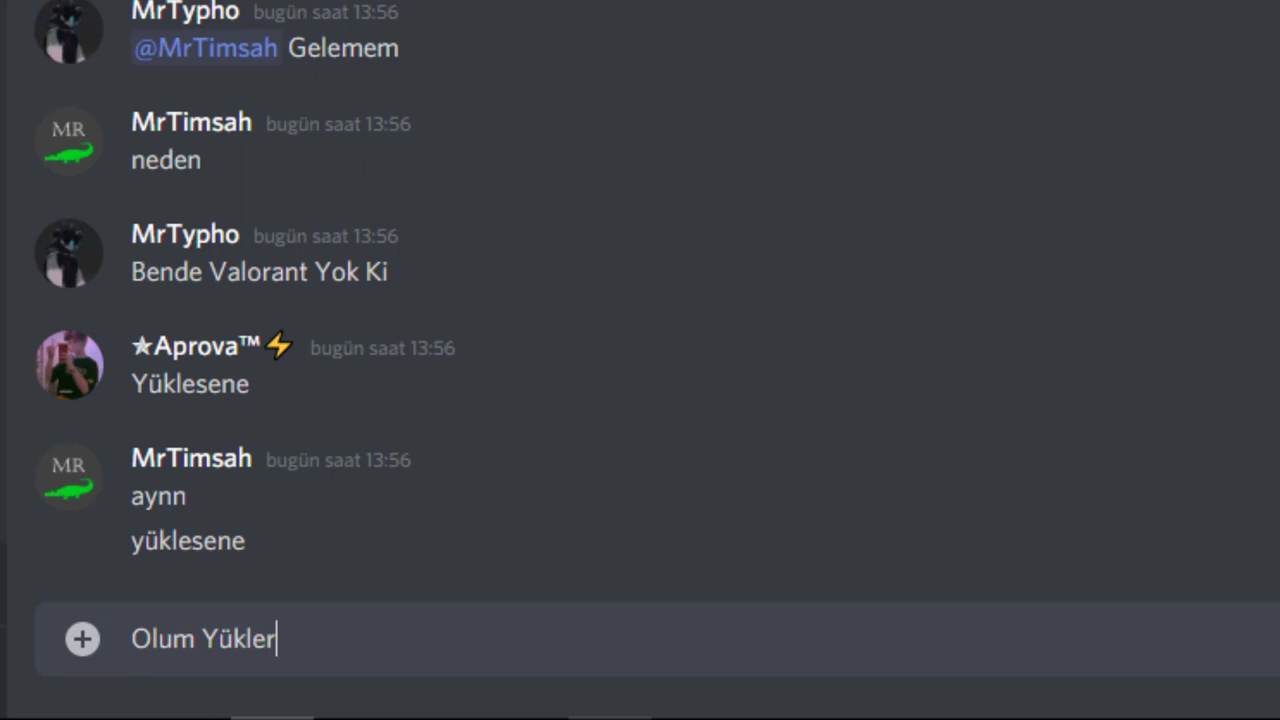 MrTypho bugün saat 13:56
@MrTimsah Gelemem
MR
MrTimsah bugün saat 13:56
neden
MrTypho bugün saat 13:56
Bende Valorant Yok Ki
✯Aprova™⚡ bugün saat 13:56
Yüklesene
MR
MrTimsah bugün saat 13:56
aynn
yüklesene
Olum Yükler